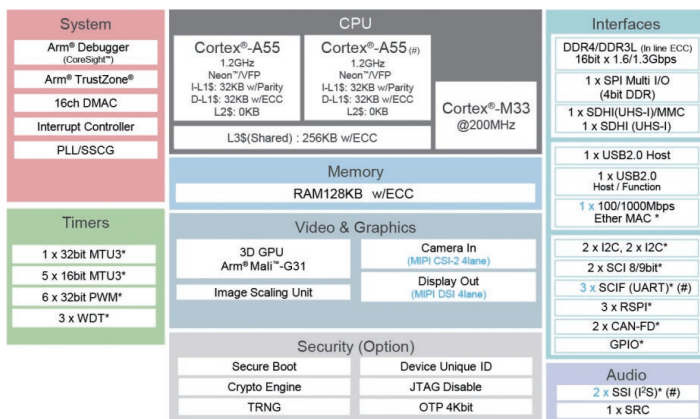 System
Arm® Debugger
(CoreSight™)
Arm® TrustZone®
16ch DMAC
Interrupt Controller
PLL/SSCG
Timers
1 x 32bit MTU3*
5 x 16bit MTU3*
6 x 32bit PWM*
3 x WDT*
CPU
Cortex®-A55
1.2GHz
Neon™/VFP
I-L1$: 32KB w/Parity
D-L1$: 32KB w/ECC
L2$: 0KB
Cortex®-A55 (#)
1.2GHz
Neon™/VFP
I-L1$: 32KB w/Parity
D-L1$: 32KB w/ECC
L2$: 0KB
L3$(Shared) : 256KB w/ECC
Cortex®-M33
@200MHz
Memory
RAM128KB w/ECC
Video & Graphics
3D GPU
Arm® Mali™-G31
Image Scaling Unit
Camera In
(MIPI CSI-2 4lane)
Display Out
(MIPI DSI 4lane)
Security (Option)
Secure Boot
Device Unique ID
Crypto Engine
JTAG Disable
TRNG
OTP 4Kbit
Interfaces
DDR4/DDR3L (In line ECC)
16bit x 1.6/1.3Gbps
1 x SPI Multi I/O
(4bit DDR)
1 x SDHI(UHS-I)/MMC
1 x SDHI (UHS-I)
1 x USB2.0 Host
1 x USB2.0
Host / Function
1 x 100/1000Mbps
Ether MAC *
2 x I2C, 2 x I2C*
2 x SCI 8/9bit*
3 x SCIF (UART)* (#)
3 x RSPI*
2 x CAN-FD*
GPIO*
Audio
2 x SSI (I²S)* (#)
1 x SRC